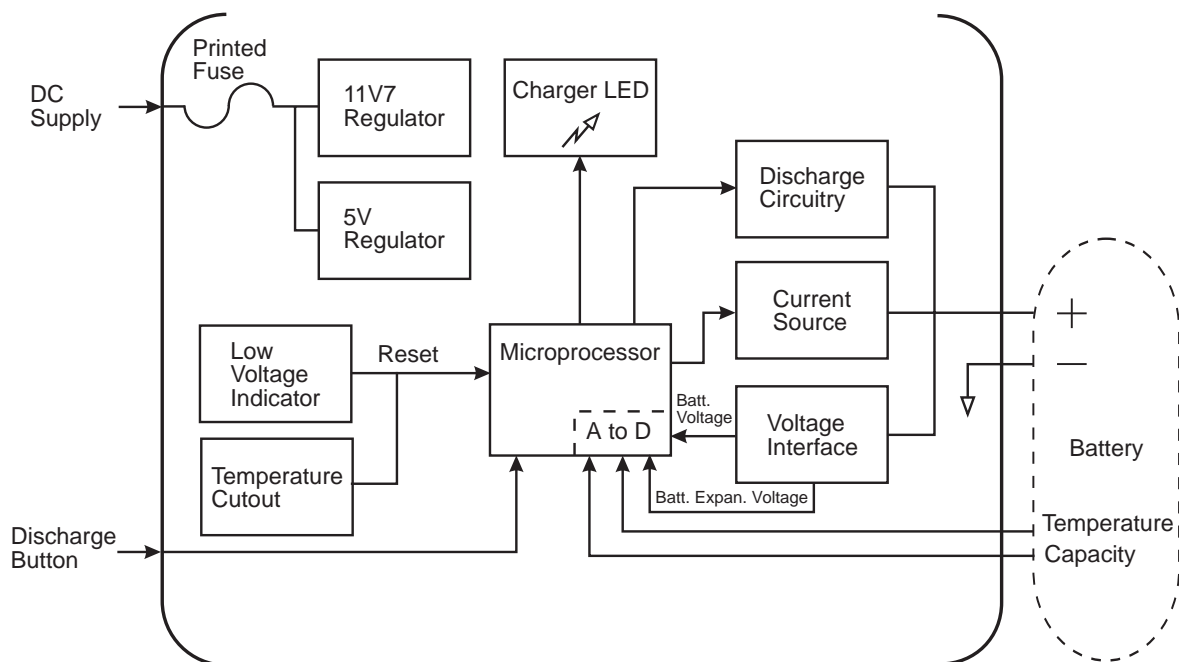 Printed
Fuse
DC
Supply
11V7
Regulator
Charger LED
5V
Regulator
Discharge
Circuitry
Current
Source
+
Low
Voltage
Indicator
Reset
Microprocessor
—
Batt.
Voltage
A to D
Voltage
Interface
Battery
Temperature
Cutout
Batt. Expan. Voltage
Discharge
Button
Temperature
Capacity